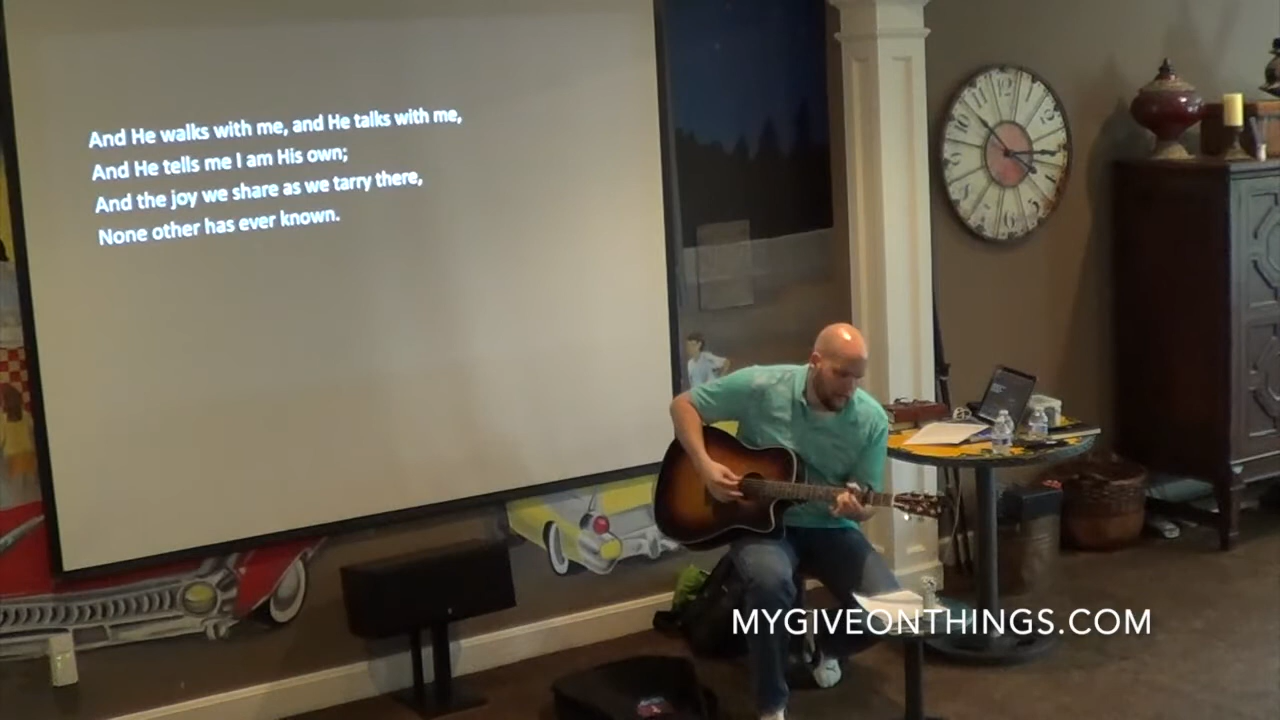 And He walks with me, and He talks with me,
And He tells me I am His own;
And the joy we share as we tarry there,
None other has ever known.
MYGIVEONTHINGS.COM